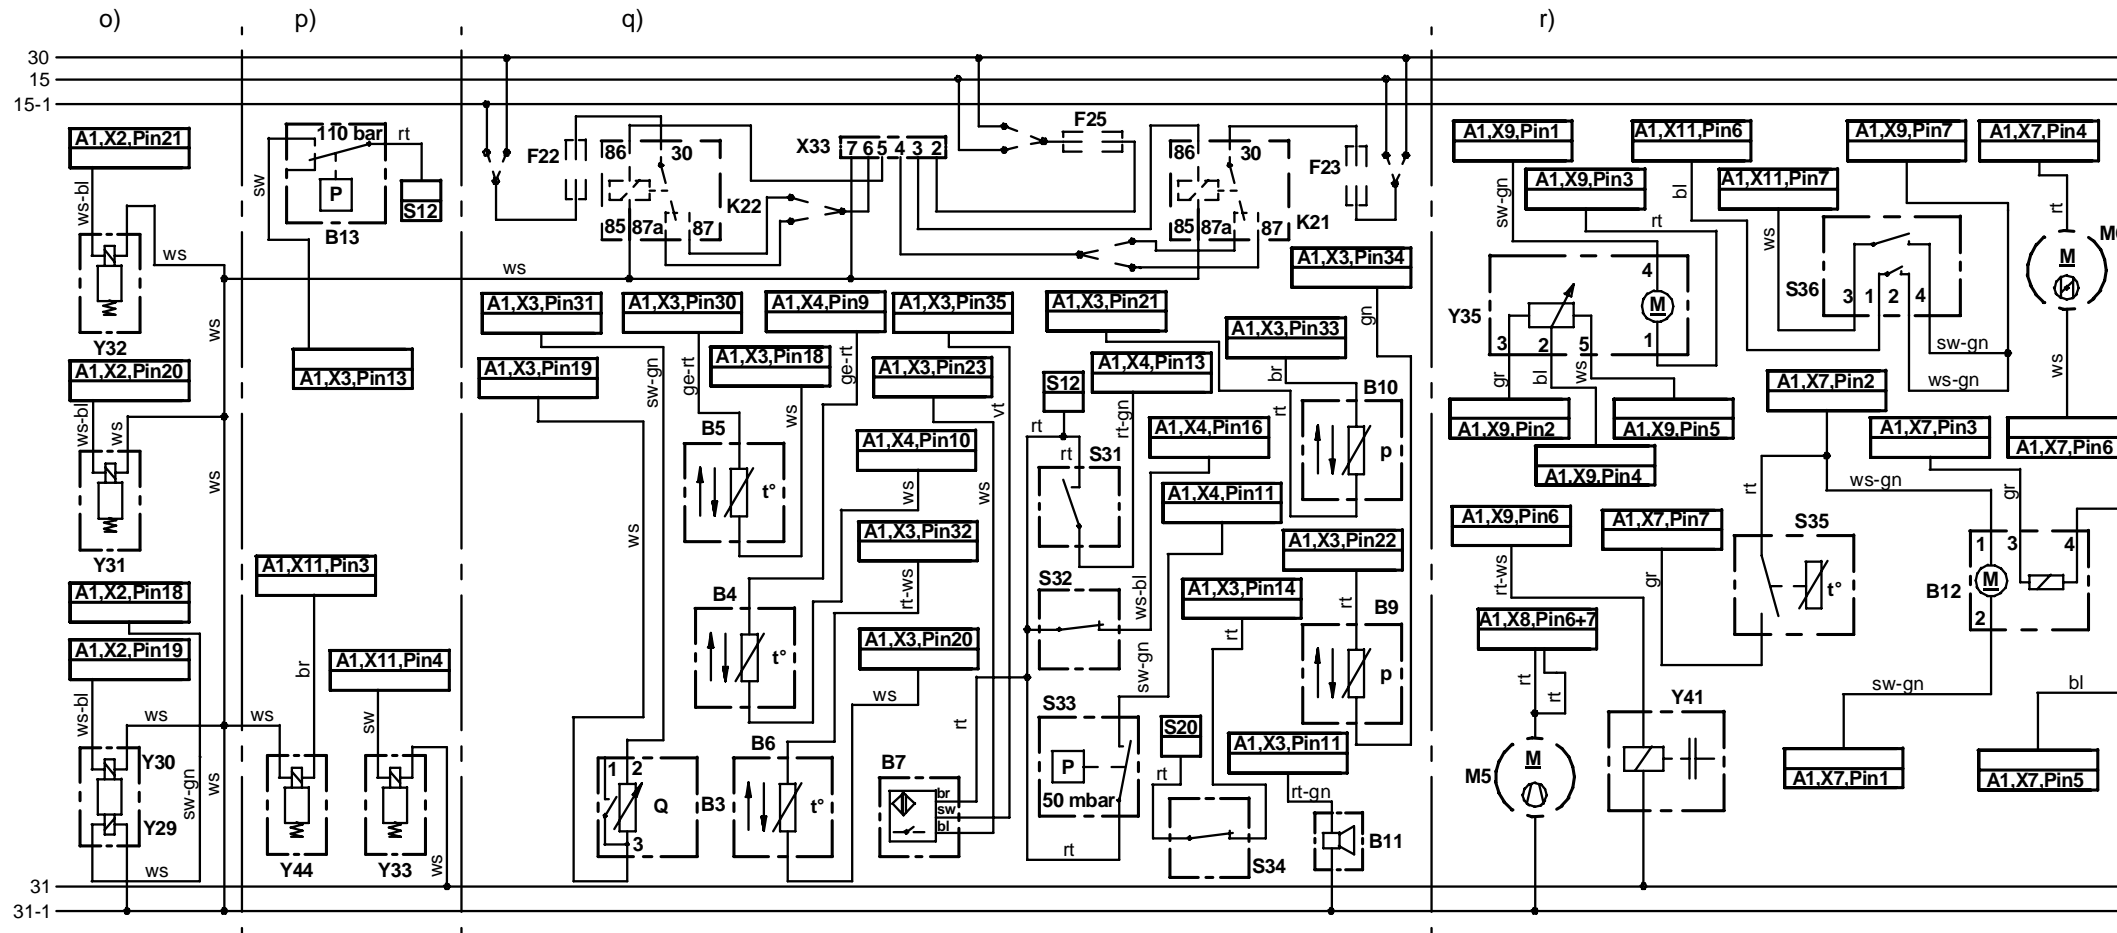 o) p) q) r)
30
15
15-1
A1,X2,Pin21
ws-bl
ws
Y32
A1,X2,Pin20
ws-bl
ws
ws
ws
Y31
A1,X2,Pin18
A1,X2,Pin19
ws-bl
ws
ws
sw-gn
ws
Y30
Y29
ws
110 bar
rt
sw
P
S12
B13
A1,X3,Pin13
A1,X11,Pin3
br
A1,X11,Pin4
sw
Y44
Y33
ws
F22
86
30
85
87a
87
K22
X33
7 6 5 4 3 2
F25
86
30
85
87a
87
K21
F23
ws
A1,X3,Pin34
gn
A1,X3,Pin31
A1,X3,Pin30
A1,X4,Pin9
A1,X3,Pin35
A1,X3,Pin21
A1,X3,Pin33
A1,X3,Pin19
sw-gn
ge-rt
A1,X3,Pin18
ge-rt
A1,X3,Pin23
vt
A1,X4,Pin13
br
ws
B5
t°
ws
A1,X4,Pin10
ws
ws
S12
rt
rt
S31
rt-gn
A1,X4,Pin16
rt
B10
p
A1,X4,Pin11
A1,X3,Pin32
rt-ws
A1,X3,Pin22
rt
B4
t°
S32
ws-bl
A1,X3,Pin14
rt
B9
p
A1,X3,Pin20
ws
rt
sw-gn
S33
P
50 mbar
rt
S20
rt
A1,X3,Pin11
rt-gn
1 2
3
Q
B3
B6
t°
B7
br
sw
bl
S34
B11
A1,X9,Pin1
sw-gn
A1,X9,Pin3
rt
A1,X11,Pin6
bl
A1,X11,Pin7
ws
A1,X9,Pin7
A1,X7,Pin4
rt
M
ws
Y35
4
M
1
3 2 5
gr
bl
ws
S36
3 1 2 4
sw-gn
ws-gn
A1,X9,Pin2
A1,X9,Pin5
A1,X9,Pin4
A1,X7,Pin2
A1,X7,Pin3
A1,X7,Pin6
rt
ws-gn
gr
A1,X9,Pin6
rt-ws
A1,X7,Pin7
gr
S35
t°
1 3 4
M
2
B12
A1,X8,Pin6+7
rt
rt
M5
M
Y41
sw-gn
bl
A1,X7,Pin1
A1,X7,Pin5
31
31-1